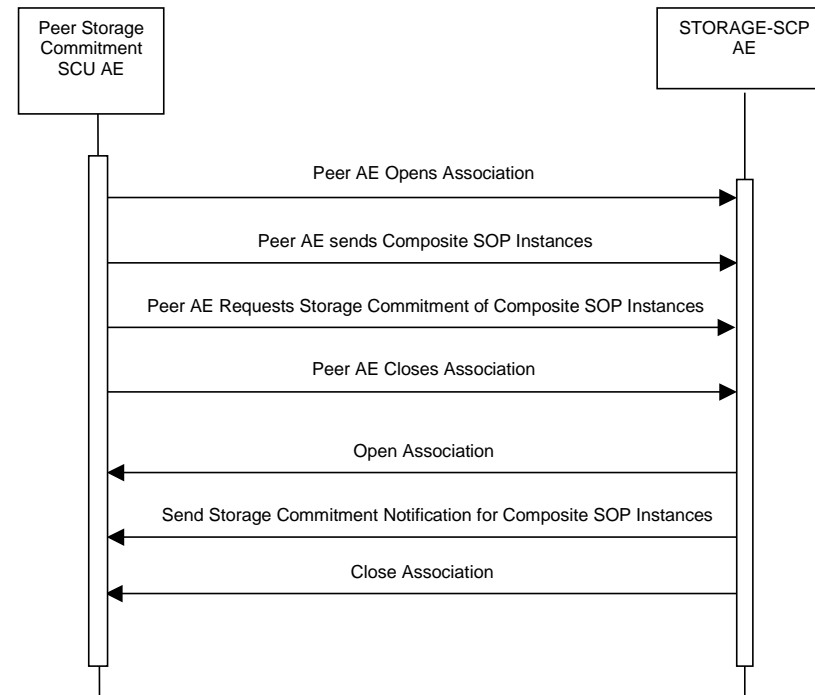 Peer Storage
Commitment
SCU AE
STORAGE-SCP
AE
Peer AE Opens Association
Peer AE sends Composite SOP Instances
Peer AE Requests Storage Commitment of Composite SOP Instances
Peer AE Closes Association
Open Association
Send Storage Commitment Notification for Composite SOP Instances
Close Association